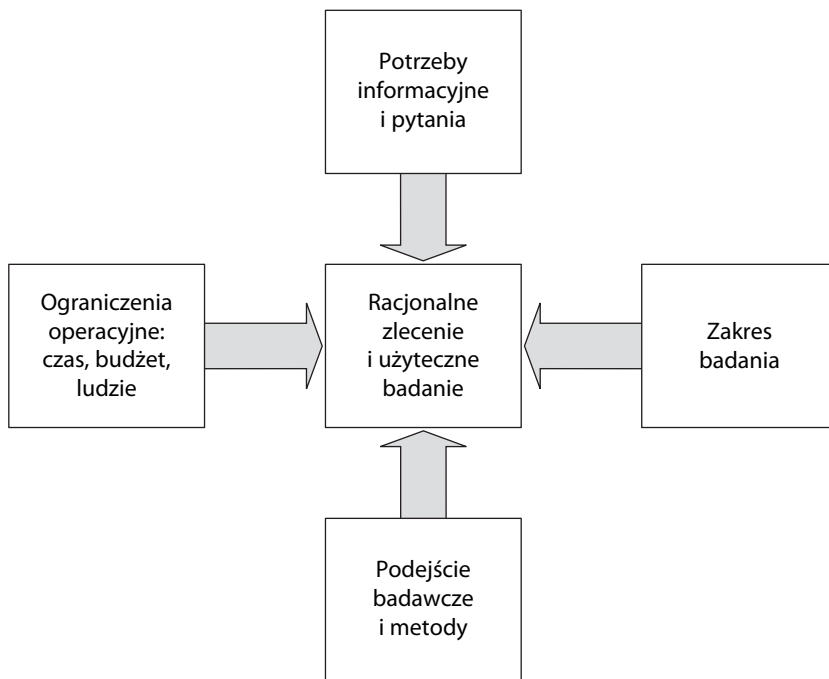 Potrzeby
informacyjne
i pytania
Ograniczenia
operacyjne:
czas, budżet,
ludzie
Racjonalne
zlecenie
i użyteczne
badanie
Zakres
badania
Podejście
badawcze
i metody